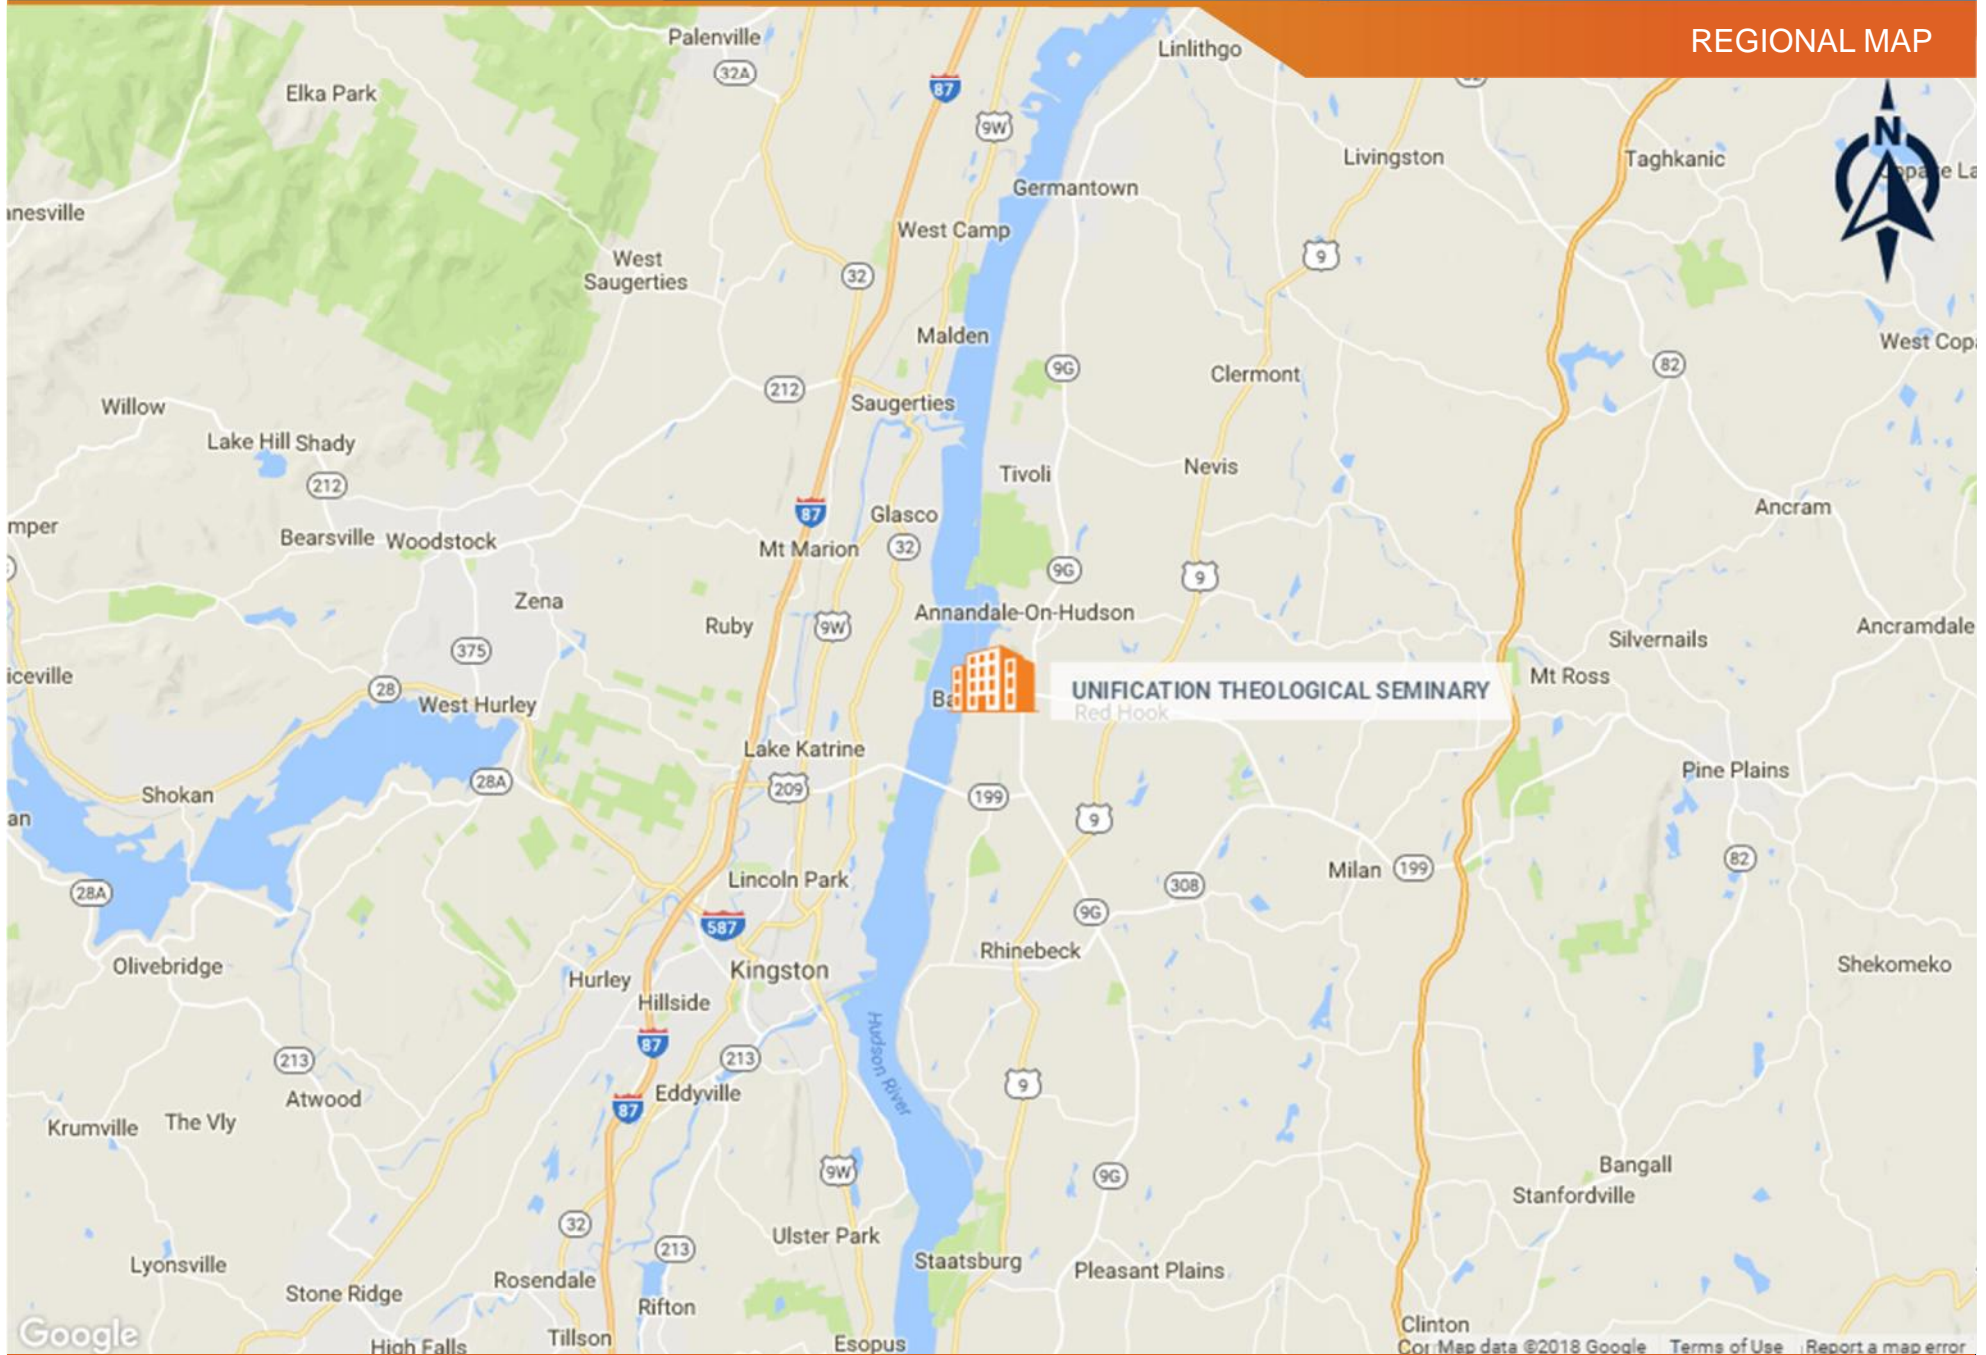 REGIONAL MAP
Palenville
Linlithgo
32A
Elka Park
87
9W
Livingston
Taghkanic
N
Germantown
West Camp
9
West
Saugerties
32
Malden
82
9G
Clermont
212
Saugerties
Willow
Lake Hill
Shady
Tivoli
Nevis
212
87
Glasco
Ancram
Bearsville
Woodstock
Mt Marion
32
9G
9
Zena
Annandale-On-Hudson
Ruby
9W
Silvernails
Ancramdale
375
Mt Ross
28
UNIFICATION THEOLOGICAL SEMINARY
West Hurley
Red Hook
Lake Katrine
Pine Plains
28A
209
199
Shokan
9
82
Milan
199
Lincoln Park
308
28A
587
9G
Rhinebeck
Olivebridge
Kingston
Shekomeko
Hurley
Hillside
87
Hudson River
213
213
9
Eddyville
Atwood
87
The Vly
Krumville
9W
9G
Bangall
Stanfordville
32
Ulster Park
213
Lyonsville
Staatsburg
Pleasant Plains
Rosendale
Stone Ridge
Rifton
Google
Clinton
Tillson
High Falls
Esopus
Map data ©2018 Google
Terms of Use
Report a map error